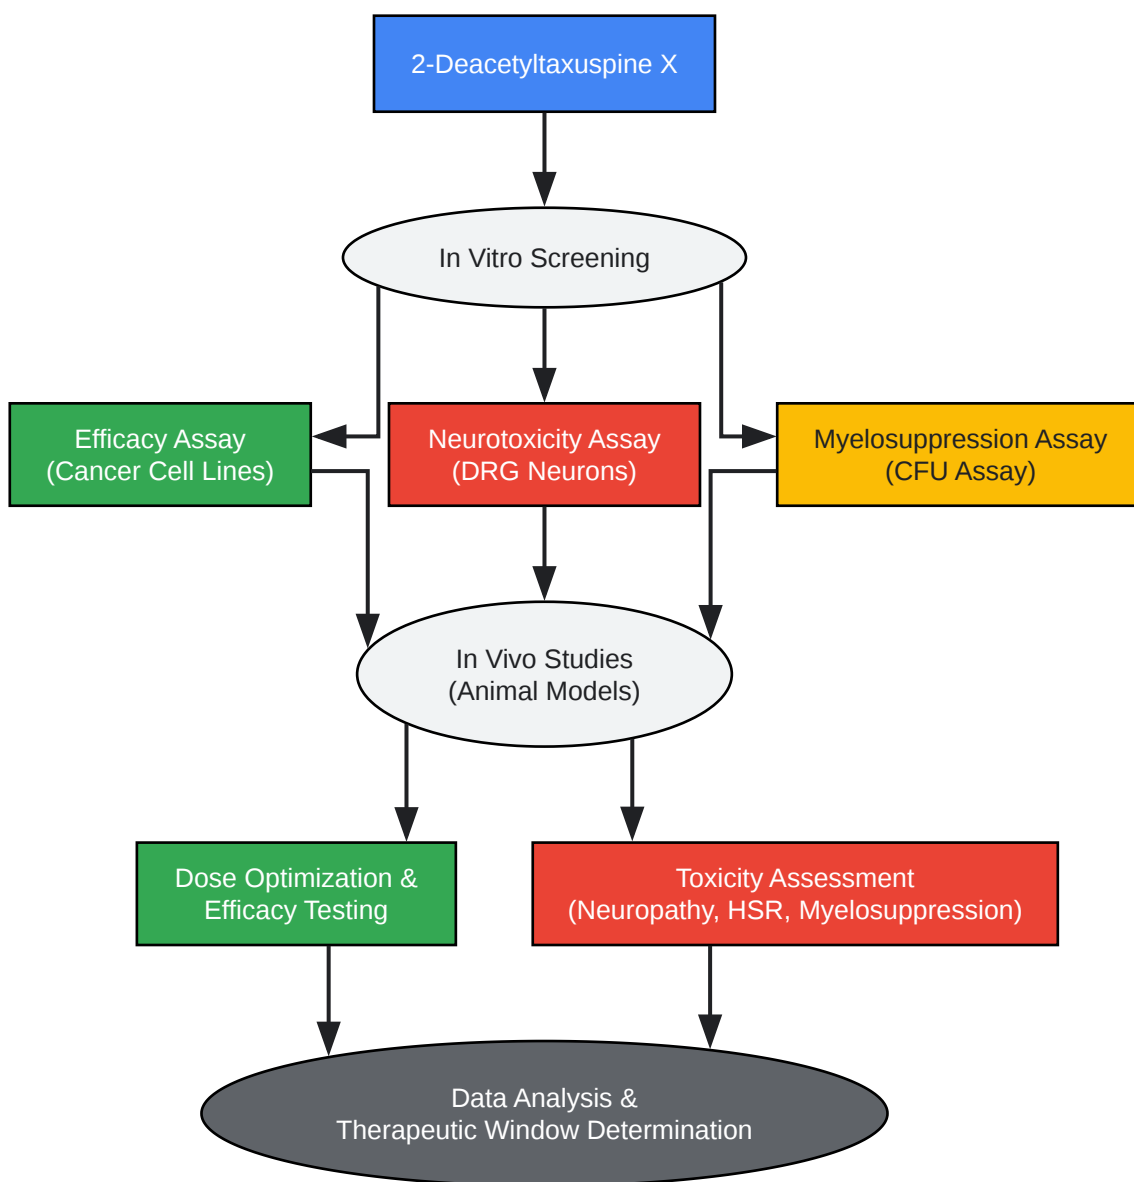 2-Deacetyltaxuspine X
In Vitro Screening
Efficacy Assay
(Cancer Cell Lines)
Neurotoxicity Assay
(DRG Neurons)
Myelosuppression Assay
(CFU Assay)
In Vivo Studies
(Animal Models)
Dose Optimization &
Efficacy Testing
Toxicity Assessment
(Neuropathy, HSR, Myelosuppression)
Data Analysis &
Therapeutic Window Determination